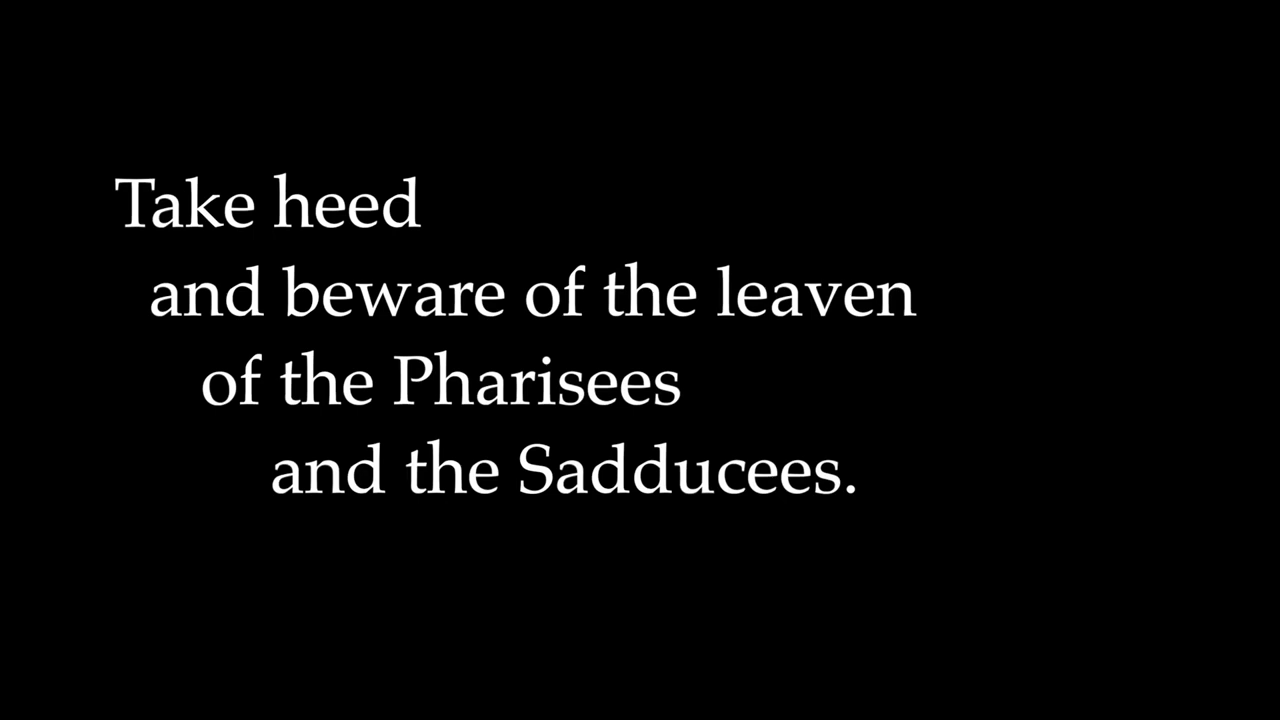 Take heed
and beware of the leaven
of the Pharisees
and the Sadducees.